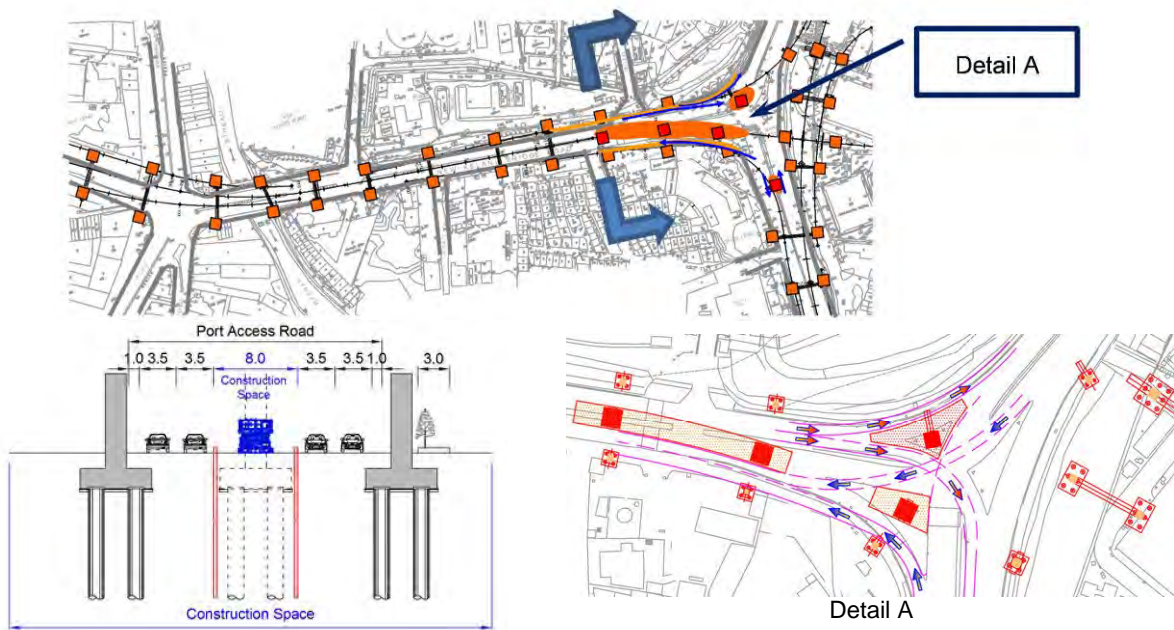 Detail A
Port Access Road
1.0 3.5 3.5 8.0 3.5 3.5 1.0 3.0
Construction
Space
Construction Space
Detail A